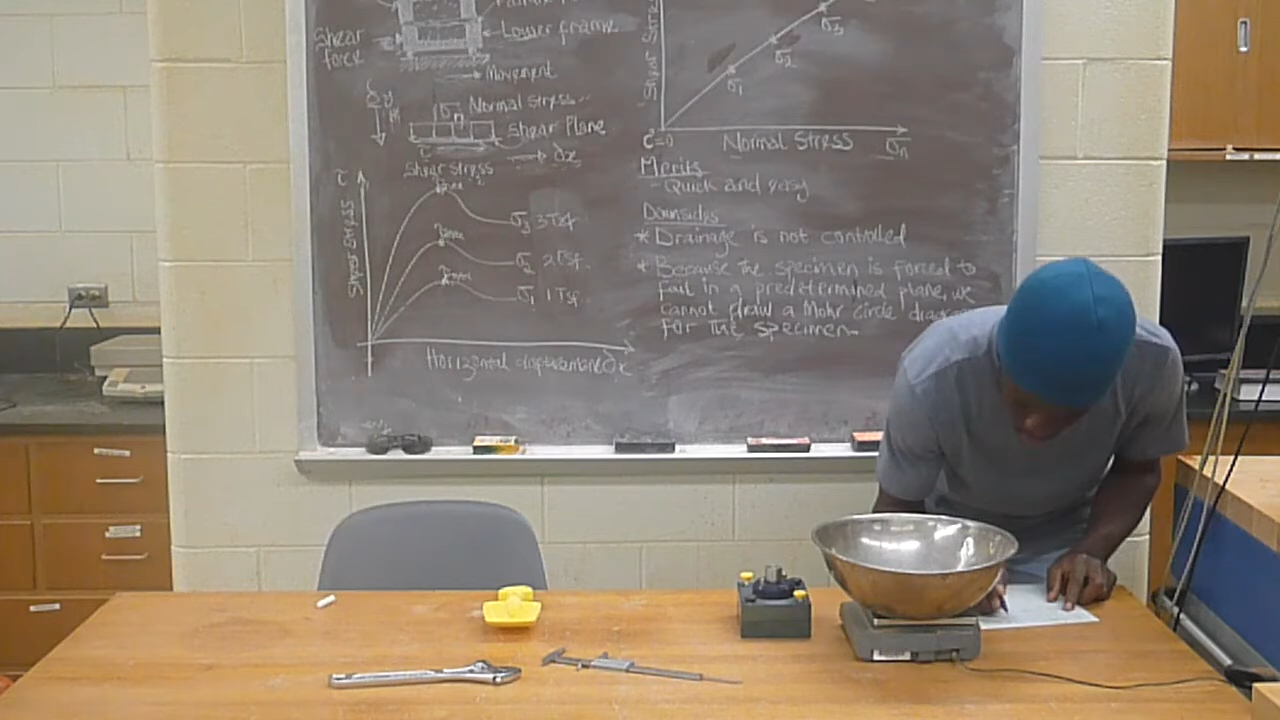 Shear force
Lower frame
Movement
Normal Stress
Shear Plane
δx
Shear stress
τ
Shear stress
σ3 3Tsf
σ2 2Tsf
σ1 1Tsf
Horizontal displacement δx
Shear
σ3
σ2
σ1
C=0
Normal Stress
σn
Merits
- Quick and easy
Downsides
* Drainage is not controlled
* Because the specimen is forced to
fail in a predetermined plane, we
cannot draw a Mohr circle
for the specimen.